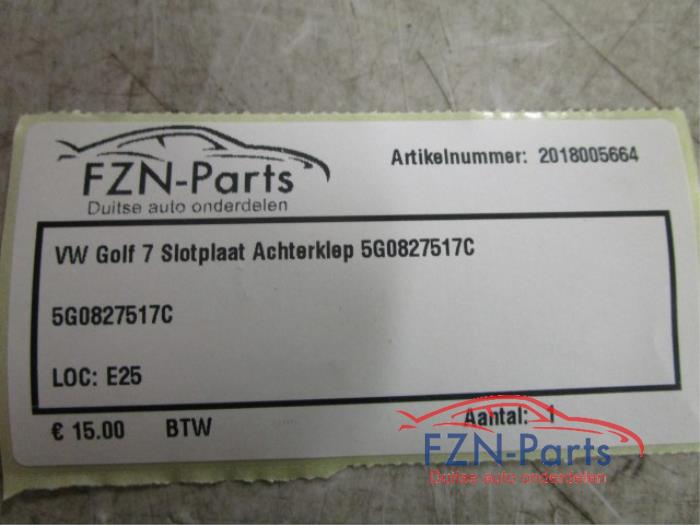 FZN-Parts
Duitse auto onderdelen
Artikelnummer: 2018005664
VW Golf 7 Slotplaat Achterklep 5G0827517C
5G0827517C
LOC: E25
€ 15.00 BTW Aantal: 1
FZN-Parts
Duitse auto onderdelen